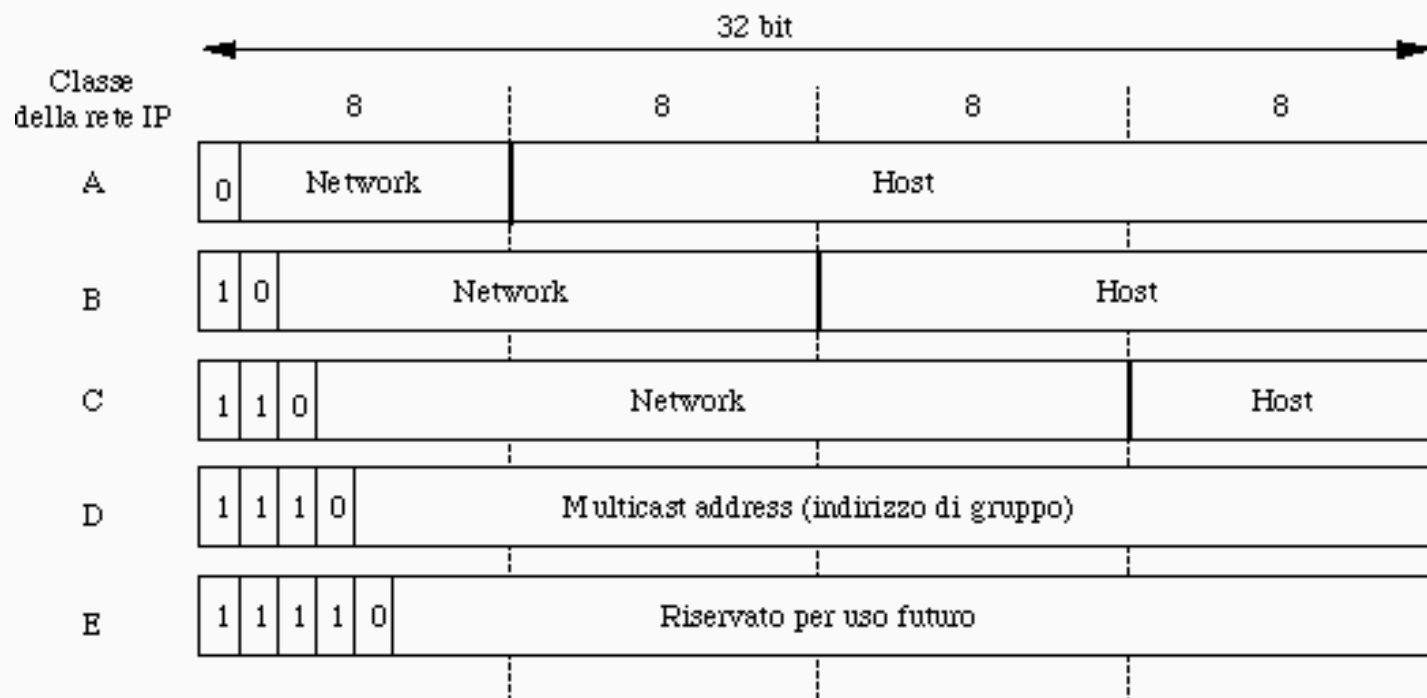 32 bit
Classe
della rete IP
8 8 8 8
A 0 Network Host
B 1 0 Network Host
C 1 1 0 Network Host
D 1 1 1 0 Multicast address (indirizzo di gruppo)
E 1 1 1 1 0 Riservato per uso futuro